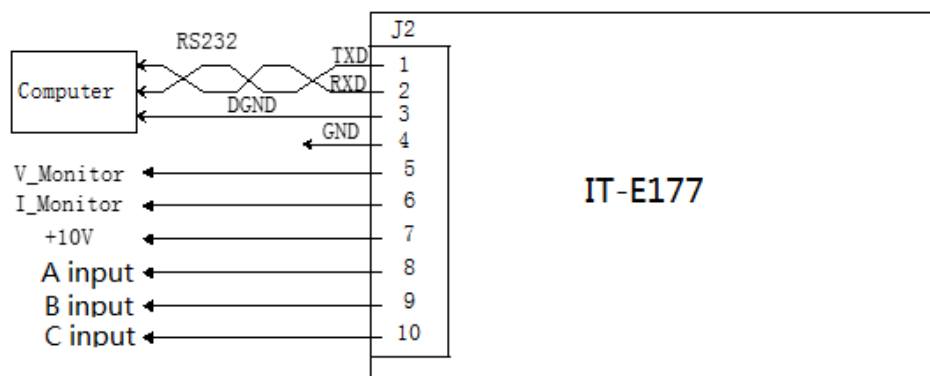 J2
RS232
TXD
1
Computer
RXD
2
DGND
3
GND
4
V_Monitor
5
I_Monitor
6
+10V
7
A input
8
B input
9
C input
10
IT-E177